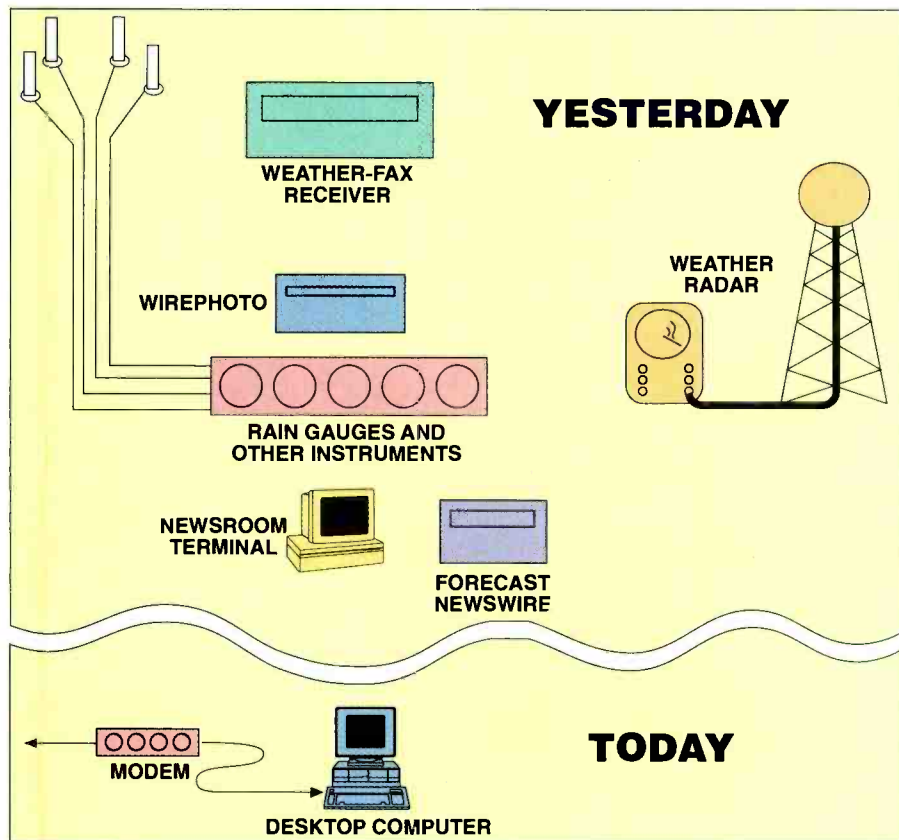 YESTERDAY
WEATHER-FAX
RECEIVER
WEATHER
RADAR
WIREPHOTO
RAIN GAUGES AND
OTHER INSTRUMENTS
NEWSROOM
TERMINAL
FORECAST
NEWSWIRE
TODAY
MODEM
DESKTOP COMPUTER